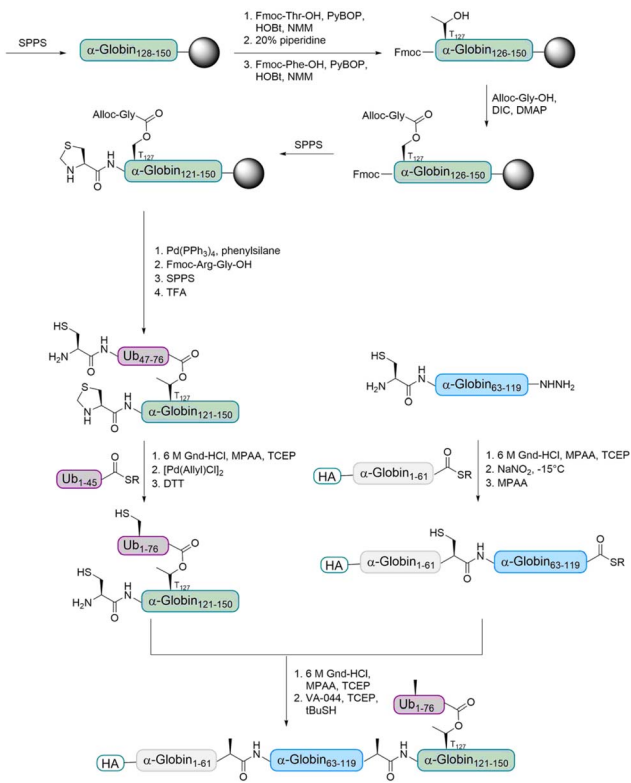 SPPS
α-Globin128-150
1. Fmoc-Thr-OH, PyBOP,
HOBt, NMM
2. 20% piperidine
3. Fmoc-Phe-OH, PyBOP,
HOBt, NMM
OH
T127
Fmoc
α-Globin126-150
Alloc-Gly-OH,
DIC, DMAP
Alloc-Gly
O
O
T127
Fmoc
α-Globin126-150
SPPS
Alloc-Gly
O
O
S
N
H
O
H
N
T127
α-Globin121-150
1. Pd(PPh3)4, phenylsilane
2. Fmoc-Arg-Gly-OH
3. SPPS
4. TFA
HS
H2N
O
H
N
Ub47-76
O
O
S
N
H
O
H
N
T127
α-Globin121-150
HS
H2N
O
H
N
α-Globin63-119
NHNH2
Ub1-45
O
SR
1. 6 M Gnd-HCl, MPAA, TCEP
2. [Pd(Allyl)Cl]2
3. DTT
HA
α-Globin1-61
O
SR
1. 6 M Gnd-HCl, MPAA, TCEP
2. NaNO2, -15°C
3. MPAA
HS
Ub1-76
O
O
HS
H2N
O
H
N
T127
α-Globin121-150
HS
HA
α-Globin1-61
O
H
N
α-Globin63-119
O
SR
1. 6 M Gnd-HCl,
MPAA, TCEP
2. VA-044, TCEP,
tBuSH
Ub1-76
O
O
T127
HA
α-Globin1-61
O
H
N
α-Globin63-119
O
H
N
α-Globin121-150